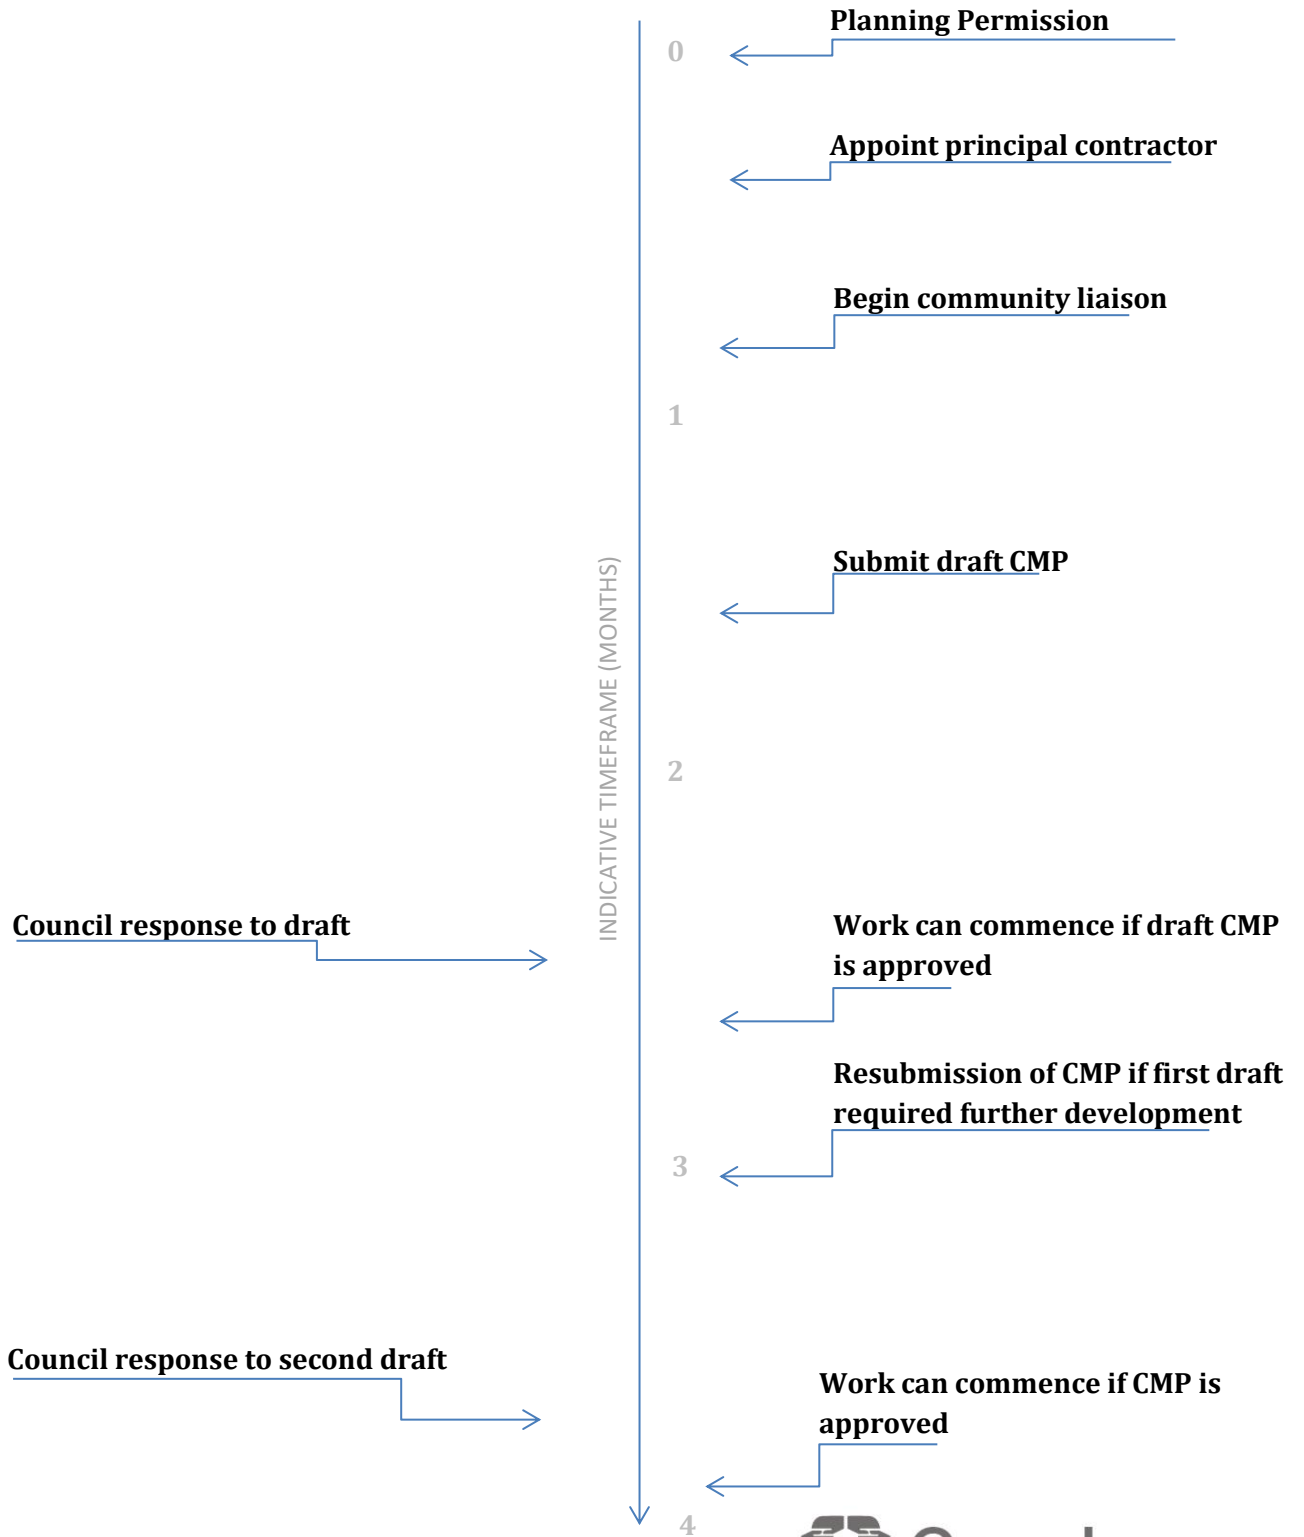 Planning Permission
0
Appoint principal contractor
Begin community liaison
1
Submit draft CMP
INDICATIVE TIMEFRAME (MONTHS)
2
Council response to draft
Work can commence if draft CMP
is approved
Resubmission of CMP if first draft
required further development
3
Council response to second draft
Work can commence if CMP is
approved
4